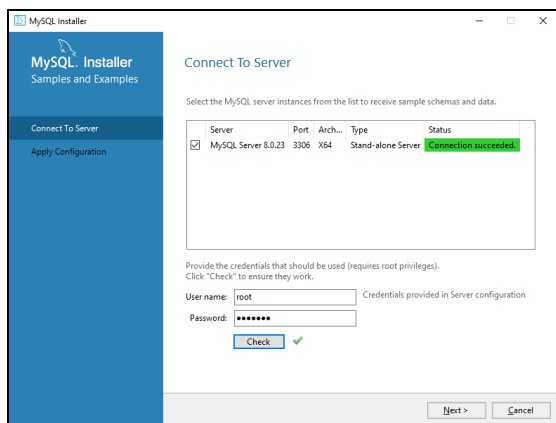 MySQL Installer
MySQL. Installer
Samples and Examples
Connect To Server
Apply Configuration
Connect To Server
Select the MySQL server instances from the list to receive sample schemas and data.
Server Port Arch... Type Status
MySQL Server 8.0.23 3306 X64 Stand-alone Server Connection succeeded.
Provide the credentials that should be used (requires root privileges).
Click "Check" to ensure they work.
User name: root Credentials provided in Server configuration
Password: •••••••
Check
Next > Cancel